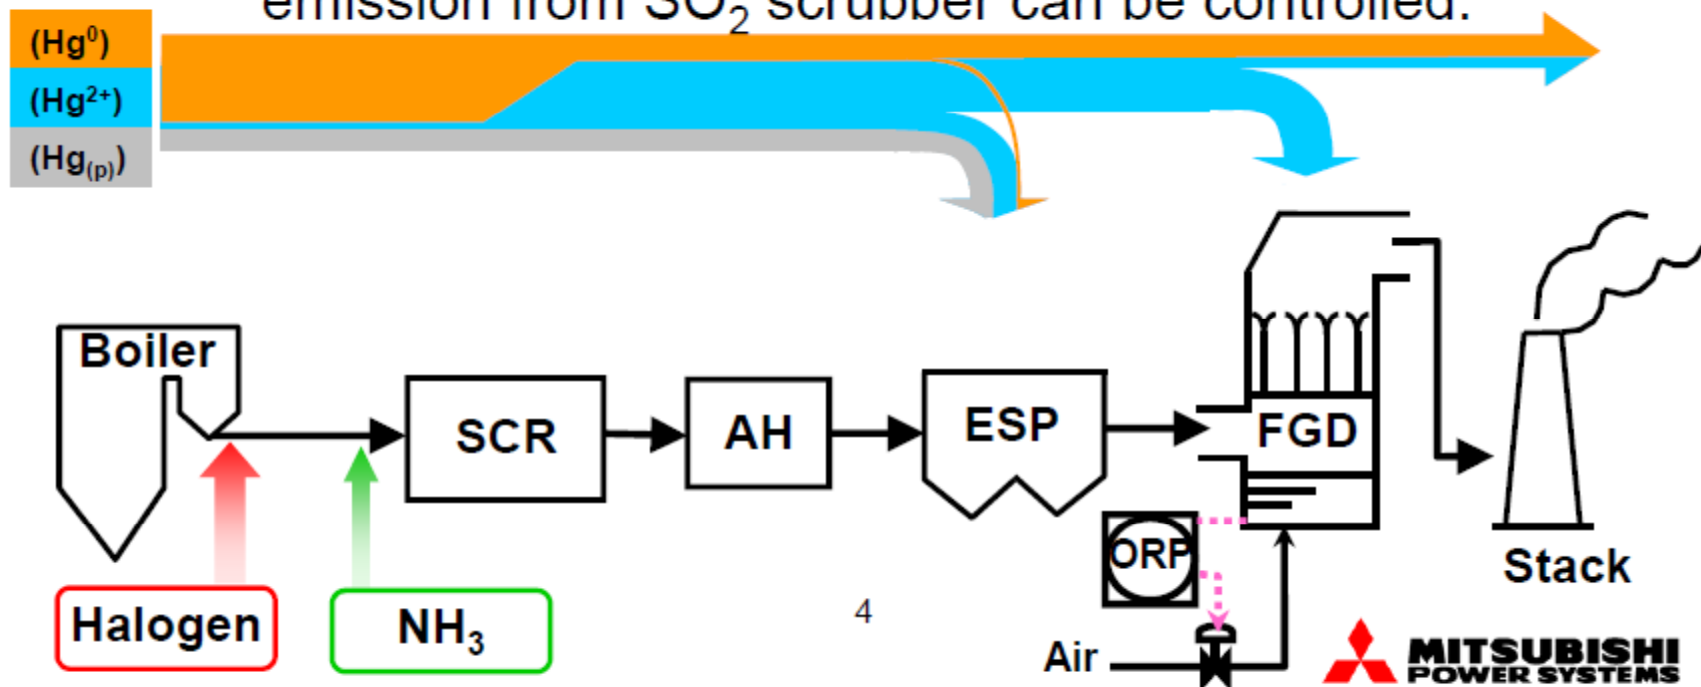 emission from SO₂ scrubber can be controlled.
(Hg⁰)
(Hg²⁺)
(Hg₍ₚ₎)
Boiler
SCR
AH
ESP
FGD
ORP
Stack
Halogen
NH₃
Air
4
MITSUBISHI
POWER SYSTEMS